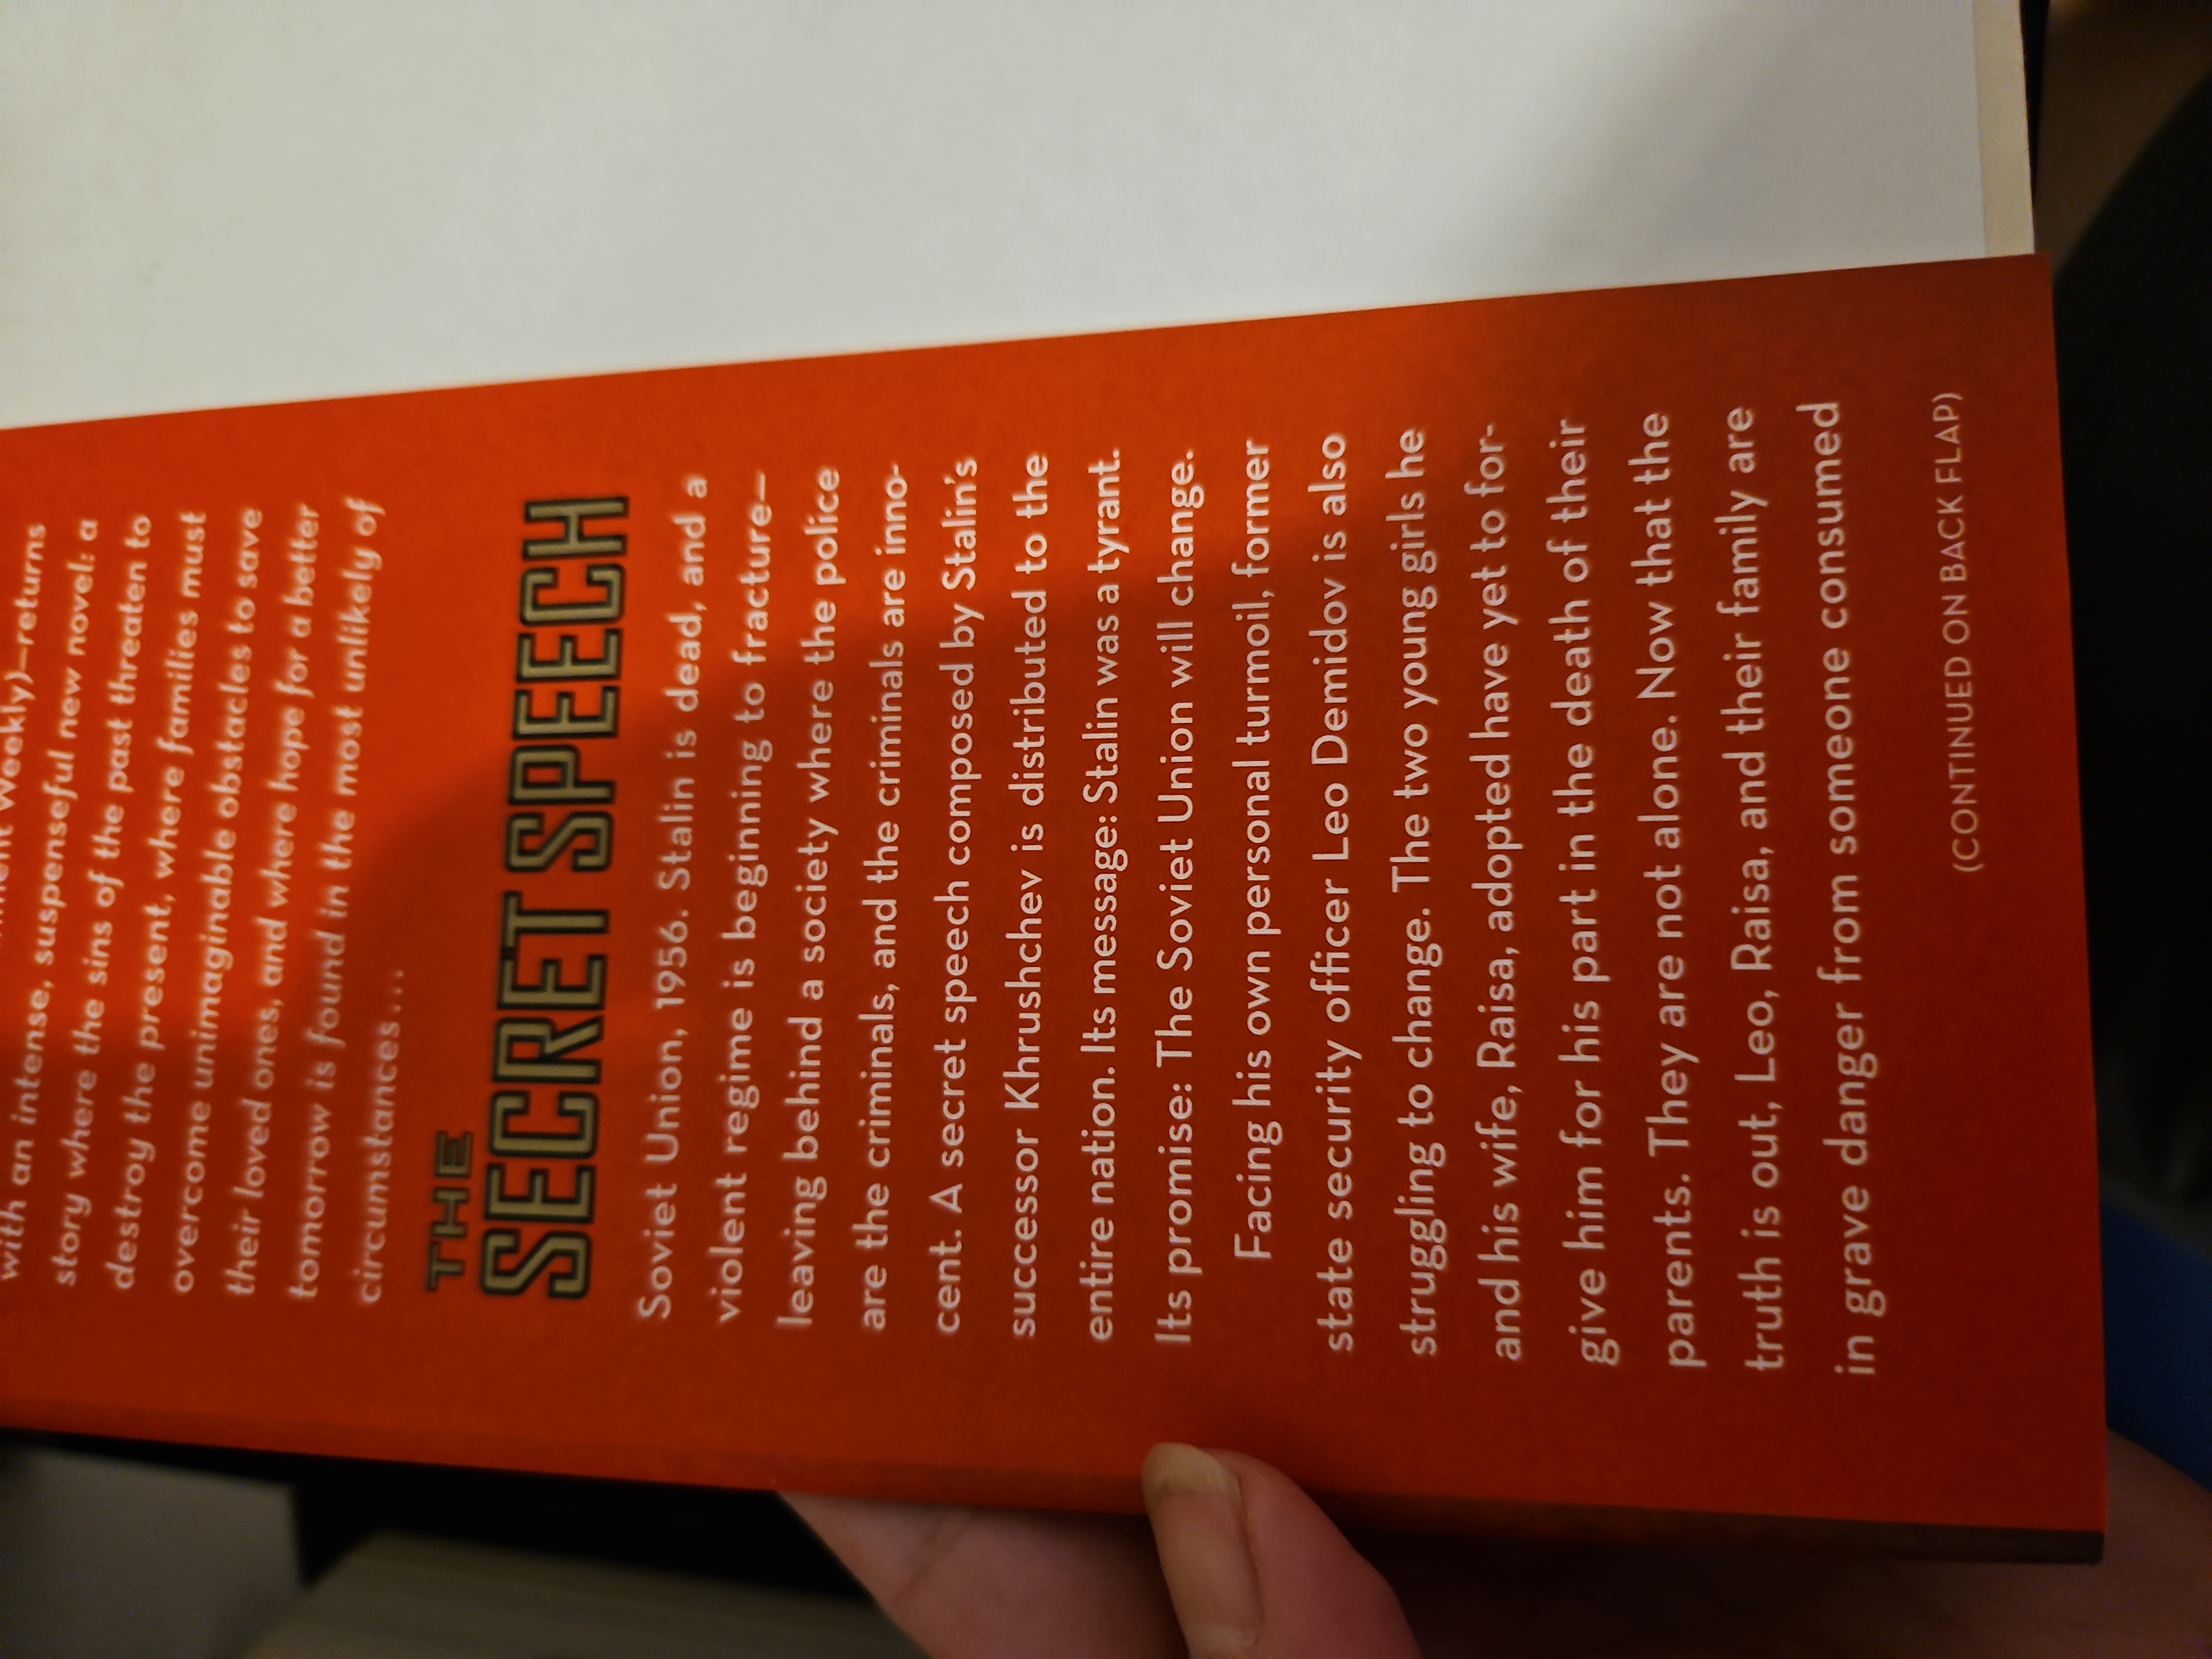 Weekly)—returns
with an intense, suspenseful new novel: a
story where the sins of the past threaten to
destroy the present, where families must
overcome unimaginable obstacles to save
their loved ones, and where hope for a better
tomorrow is found in the most unlikely of
circumstances...
THE
SECRET SPEECH
Soviet Union, 1956. Stalin is dead, and a
violent regime is beginning to fracture—
leaving behind a society where the police
are the criminals, and the criminals are inno-
cent. A secret speech composed by Stalin's
successor Khrushchev is distributed to the
entire nation. Its message: Stalin was a tyrant.
Its promise: The Soviet Union will change.
Facing his own personal turmoil, former
state security officer Leo Demidov is also
struggling to change. The two young girls he
and his wife, Raisa, adopted have yet to for-
give him for his part in the death of their
parents. They are not alone. Now that the
truth is out, Leo, Raisa, and their family are
in grave danger from someone consumed
(CONTINUED ON BACK FLAP)